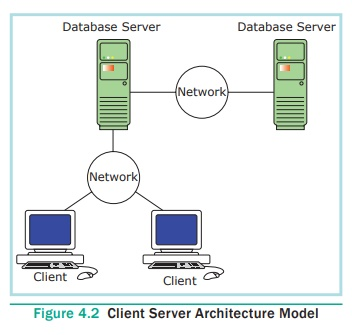 Database Server
Database Server
Network
Network
Client
Client
Figure 4.2 Client Server Architecture Model